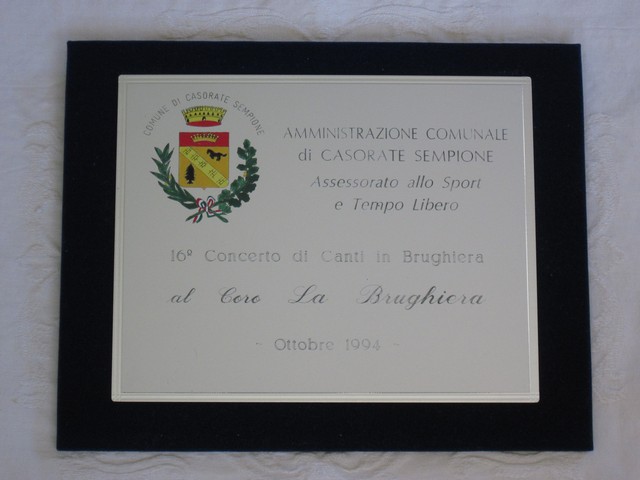 COMUNE DI CASORATE SEMPIONE
AMMINISTRAZIONE COMUNALE
di CASORATE SEMPIONE
Assessorato allo Sport
e Tempo Libero
16º Concerto di Canti in Brughiera
al Coro La Brughiera
- Ottobre 1994 -